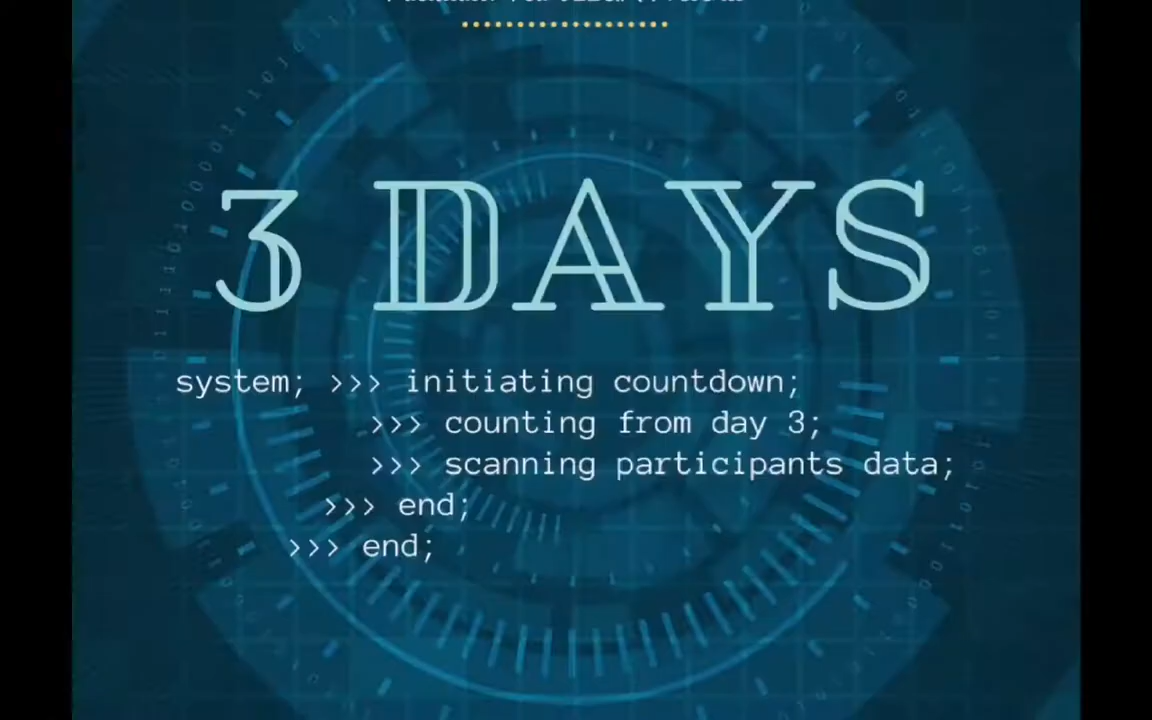 3 DAYS
system; >>> initiating countdown;
>>> counting from day 3;
>>> scanning participants data;
>>> end;
>>> end;